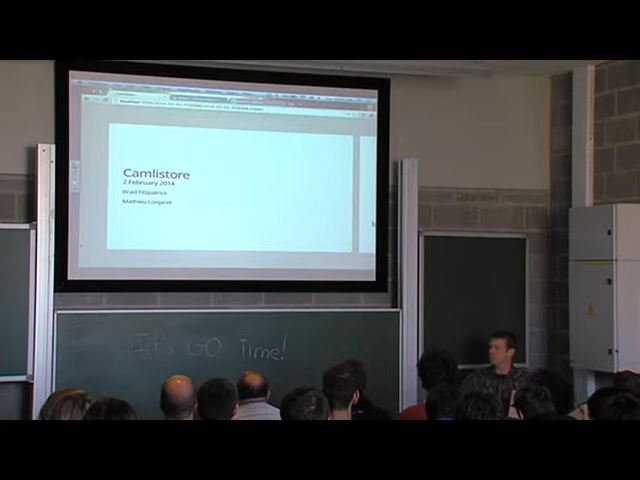 Camlistore
2 February 2014
Brad Fitzpatrick
Mathieu Lonjaret
It's GO Time!